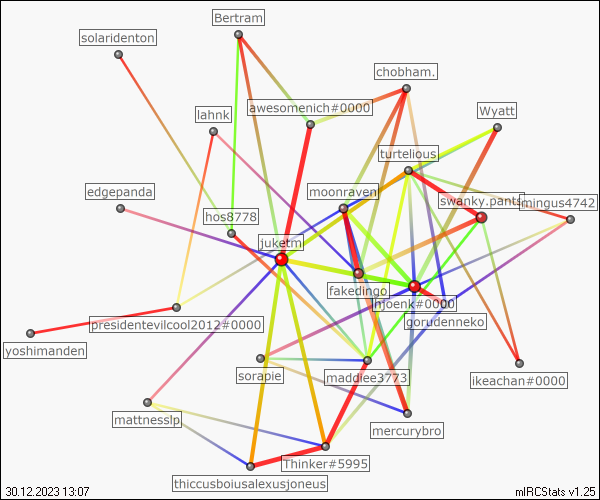 Bertram
solaridenton
chobham.
awesomenich#0000
lahnk
Wyatt
turtelious
edgepanda
moonraven
swanky.pants
mingus4742
hos8778
juketm
fakedingo
njoenk#0000
gorudenneko
presidentevilcool2012#0000
yoshimanden
sorapie
maddiee3773
ikeachan#0000
mattnesslp
mercurybro
Thinker#5995
thiccusboiusalexusjoneus
30.12.2023 13:07
mIRCStats v1.25